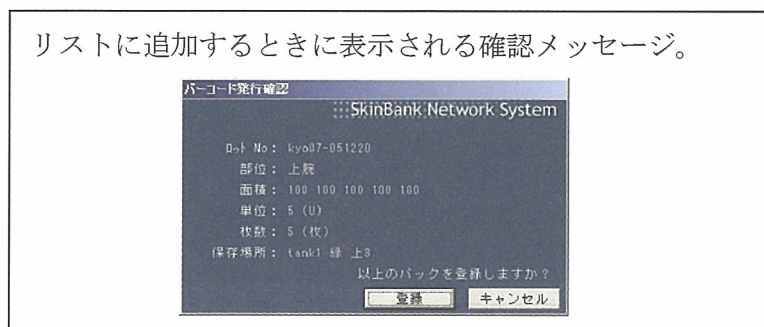 リストに追加するときに表示される確認メッセージ。
バーコード発行確認
SkinBank Network System
ロット No： kyo07-051220
部位： 上腕
面積： 100 100 100 100 100
単位： 5 (U)
枚数： 5 (枚)
保存場所： tank1 緑 上3
以上のパックを登録しますか？
登録 キャンセル